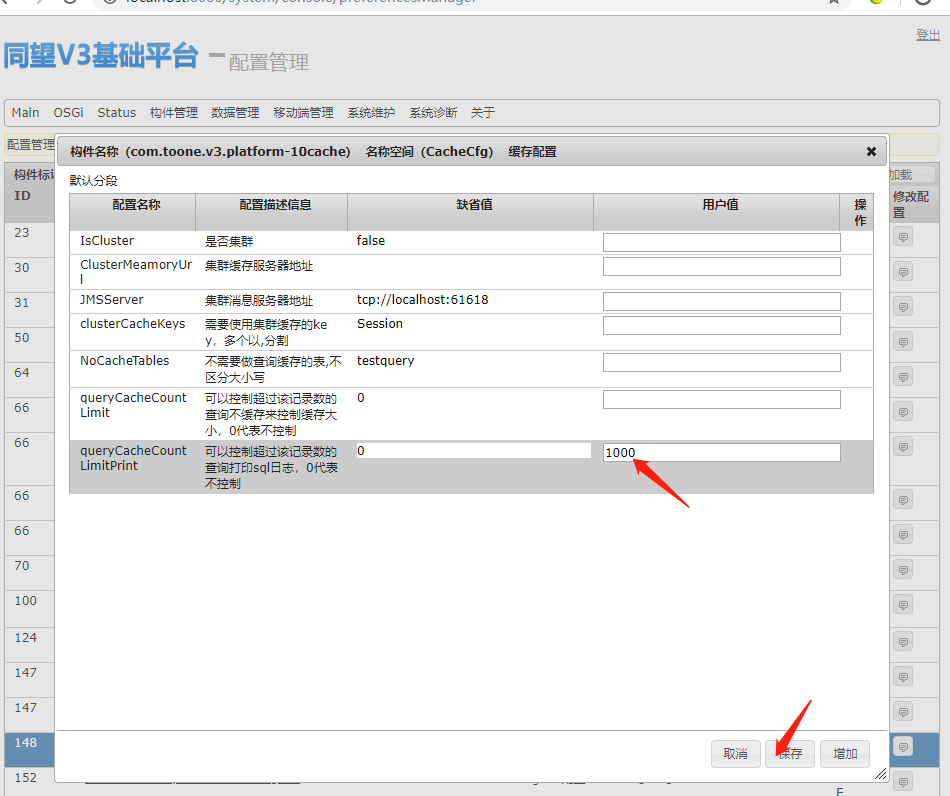 localhost:8080/system/console/preferencesManager
登出
同望V3基础平台 — 配置管理
Main OSGi Status 构件管理 数据管理 移动端管理 系统维护 系统诊断 关于
配置管理
构件名称 (com.toone.v3.platform-10cache) 名称空间 (CacheCfg) 缓存配置
构件标识
ID
加载
修改配置
默认分段
配置名称 配置描述信息 缺省值 用户值 操作
IsCluster 是否集群 false
ClusterMeamoryUrl 集群缓存服务器地址
JMSServer 集群消息服务器地址 tcp://localhost:61618
clusterCacheKeys 需要使用集群缓存的key，多个以,分割 Session
NoCacheTables 不需要做查询缓存的表,不区分大小写 testquery
queryCacheCountLimit 可以控制超过该记录数的查询不缓存来控制缓存大小，0代表不控制 0
queryCacheCountLimitPrint 可以控制超过该记录数的查询打印sql日志，0代表不控制 0 1000
23
30
31
50
64
66
66
66
66
70
100
124
147
147
148
152
取消 保存 增加